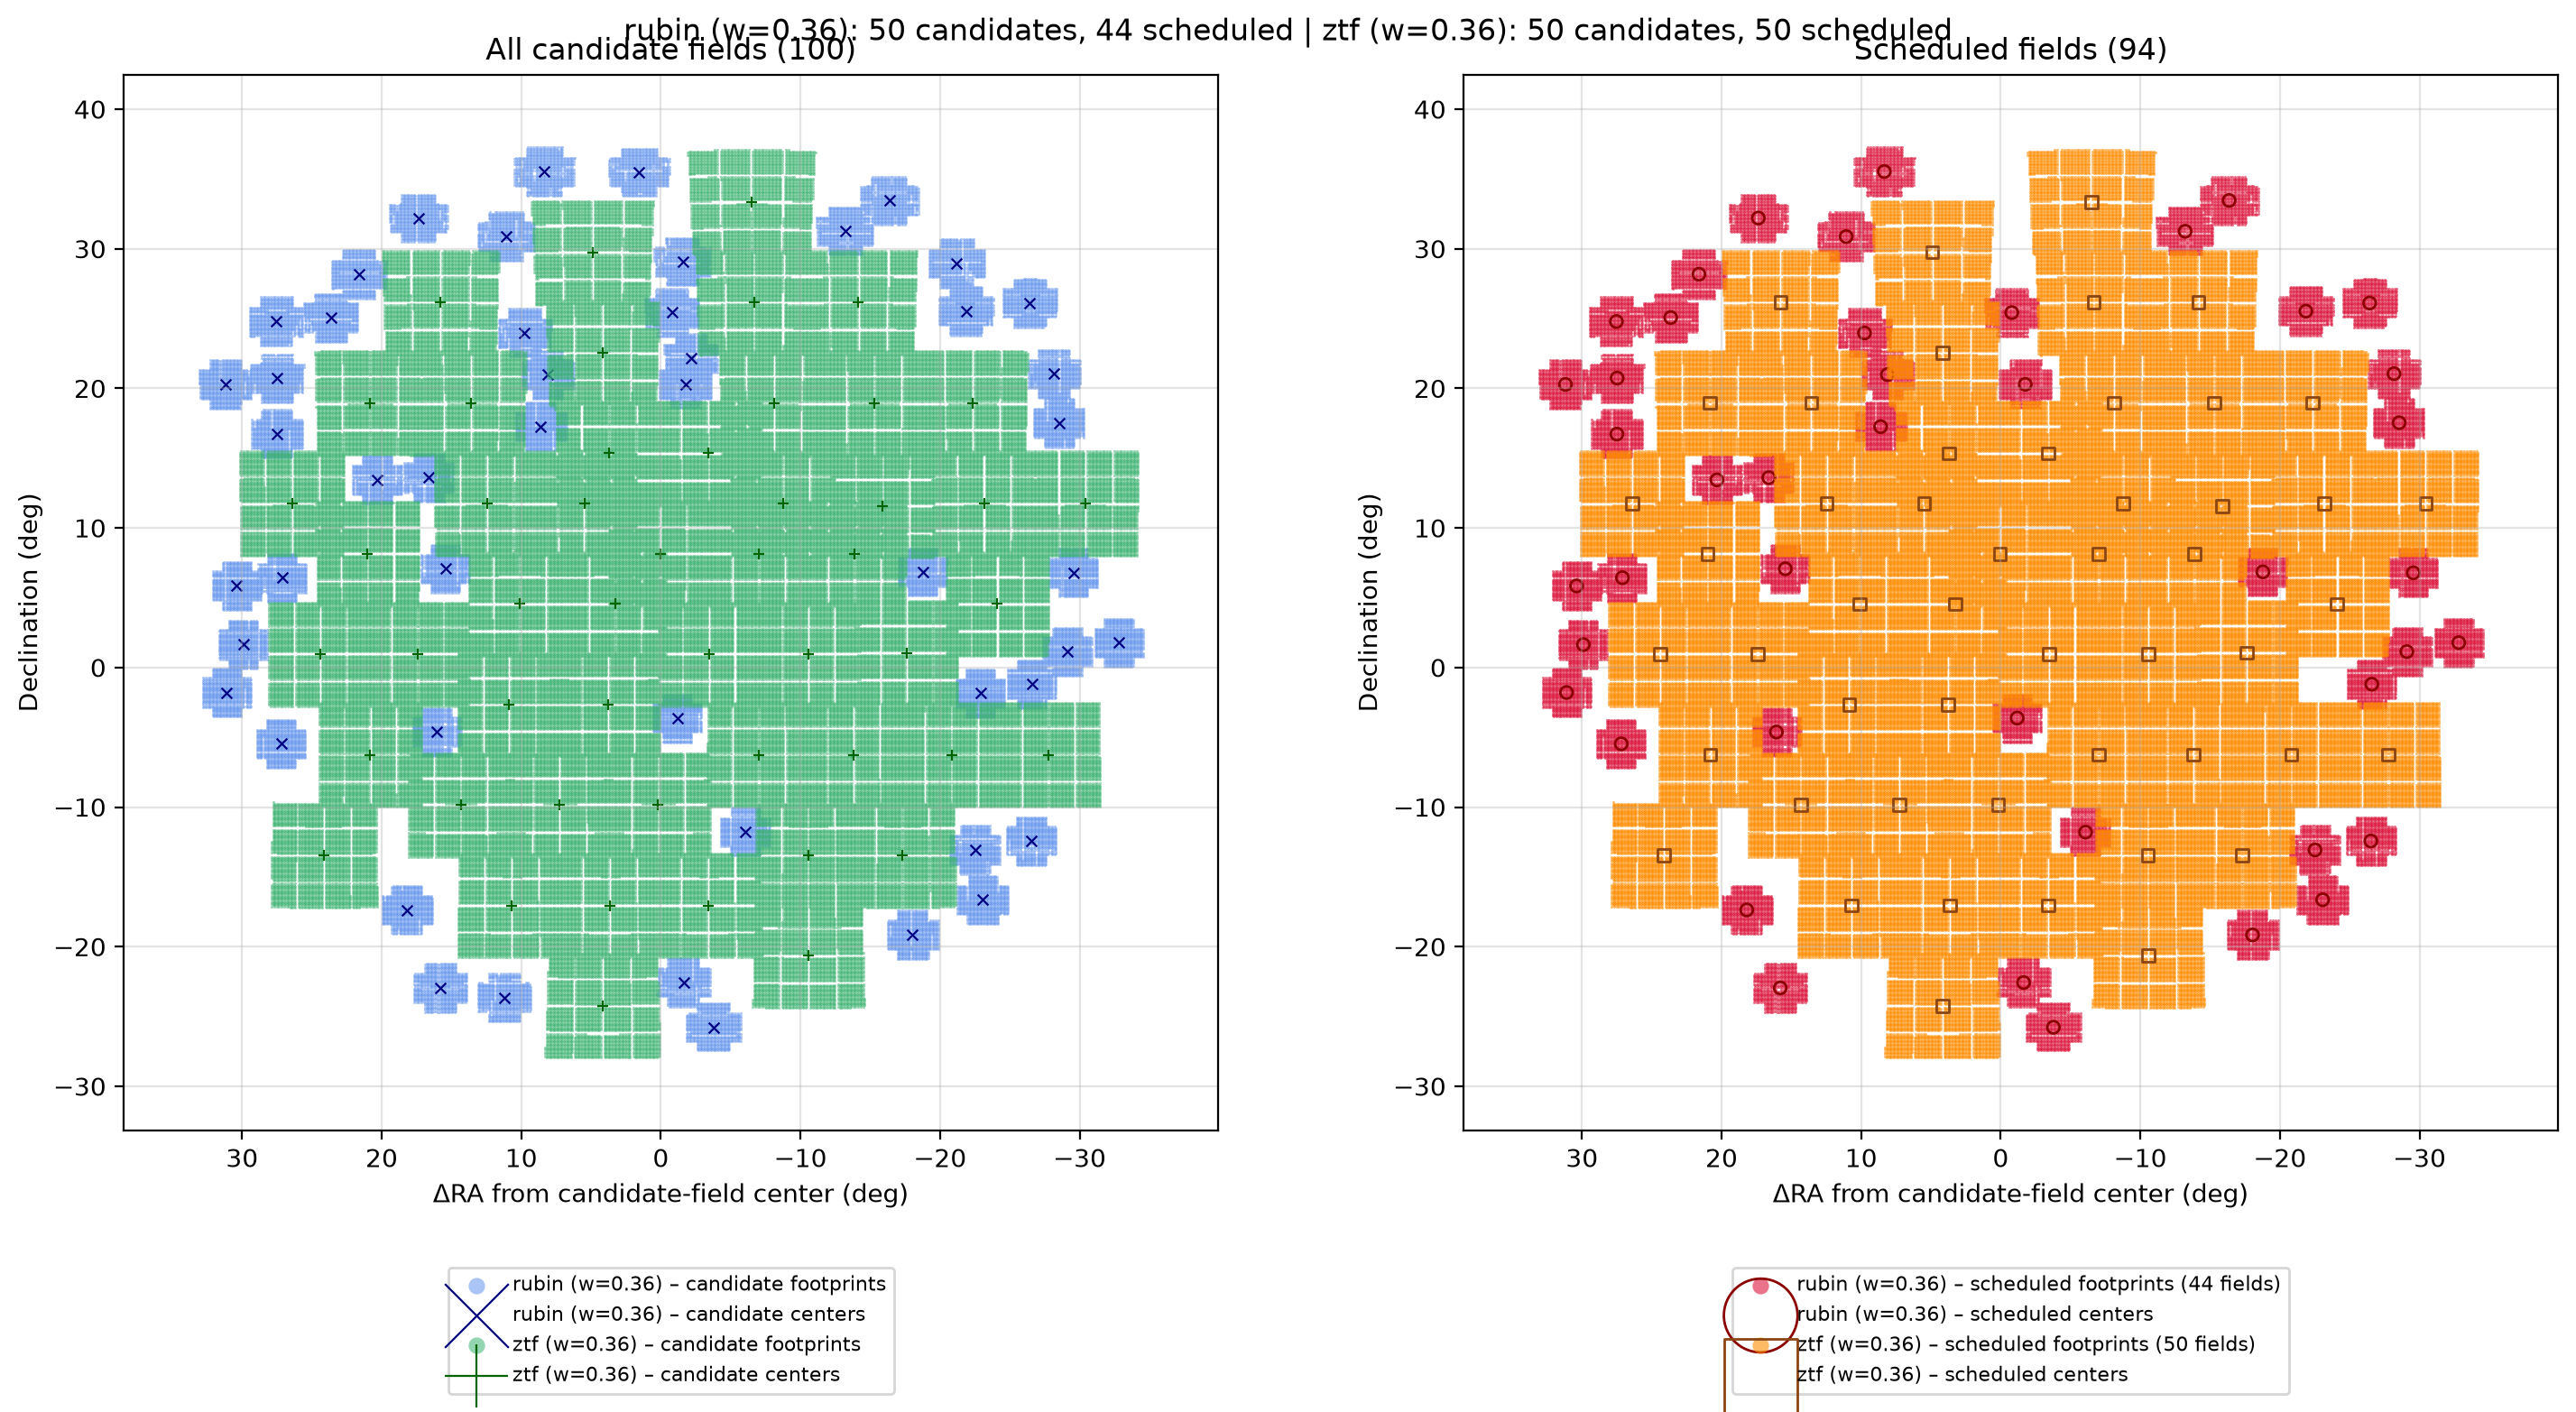 rubin (w=0.36): 50 candidates, 44 scheduled | ztf (w=0.36): 50 candidates, 50 scheduled
All candidate fields (100)
40
30
20
10
0
−10
−20
−30
Declination (deg)
30 20 10 0 −10 −20 −30
ΔRA from candidate-field center (deg)
rubin (w=0.36) – candidate footprints
rubin (w=0.36) – candidate centers
ztf (w=0.36) – candidate footprints
ztf (w=0.36) – candidate centers
Scheduled fields (94)
40
30
20
10
0
−10
−20
−30
Declination (deg)
30 20 10 0 −10 −20 −30
ΔRA from candidate-field center (deg)
rubin (w=0.36) – scheduled footprints (44 fields)
rubin (w=0.36) – scheduled centers
ztf (w=0.36) – scheduled footprints (50 fields)
ztf (w=0.36) – scheduled centers